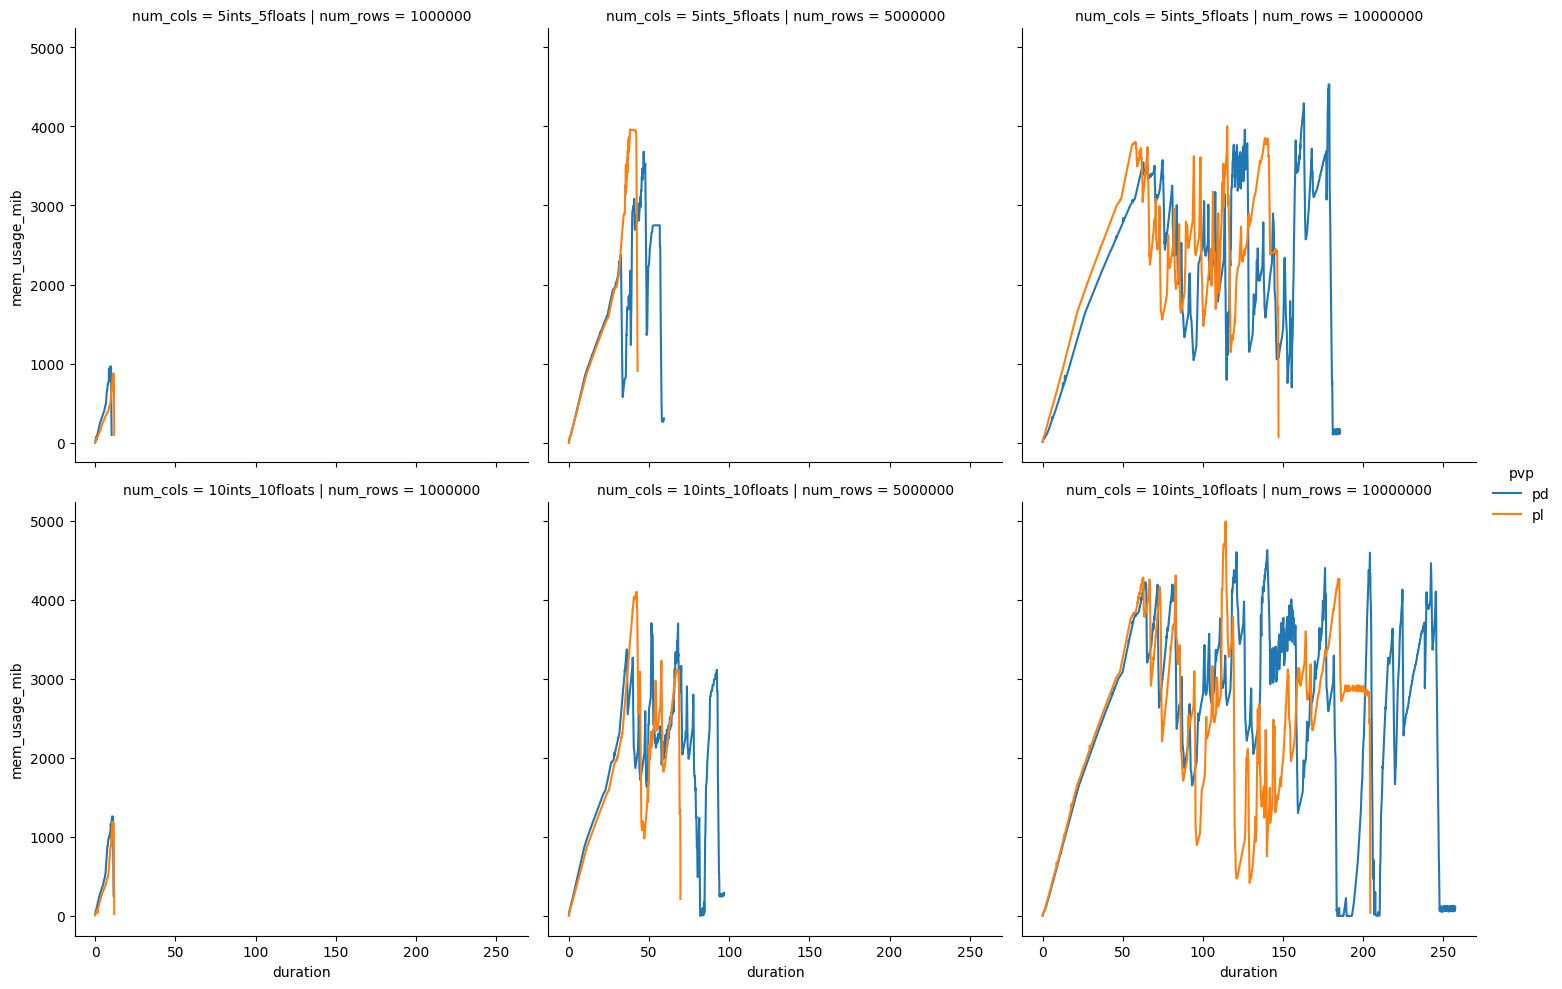 num_cols = 5ints_5floats | num_rows = 1000000
num_cols = 5ints_5floats | num_rows = 5000000
num_cols = 5ints_5floats | num_rows = 10000000
5000
4000
3000
2000
1000
0
mem_usage_mib
pvp
pd
pl
num_cols = 10ints_10floats | num_rows = 1000000
num_cols = 10ints_10floats | num_rows = 5000000
num_cols = 10ints_10floats | num_rows = 10000000
5000
4000
3000
2000
1000
0
mem_usage_mib
0 50 100 150 200 250
duration
0 50 100 150 200 250
duration
0 50 100 150 200 250
duration